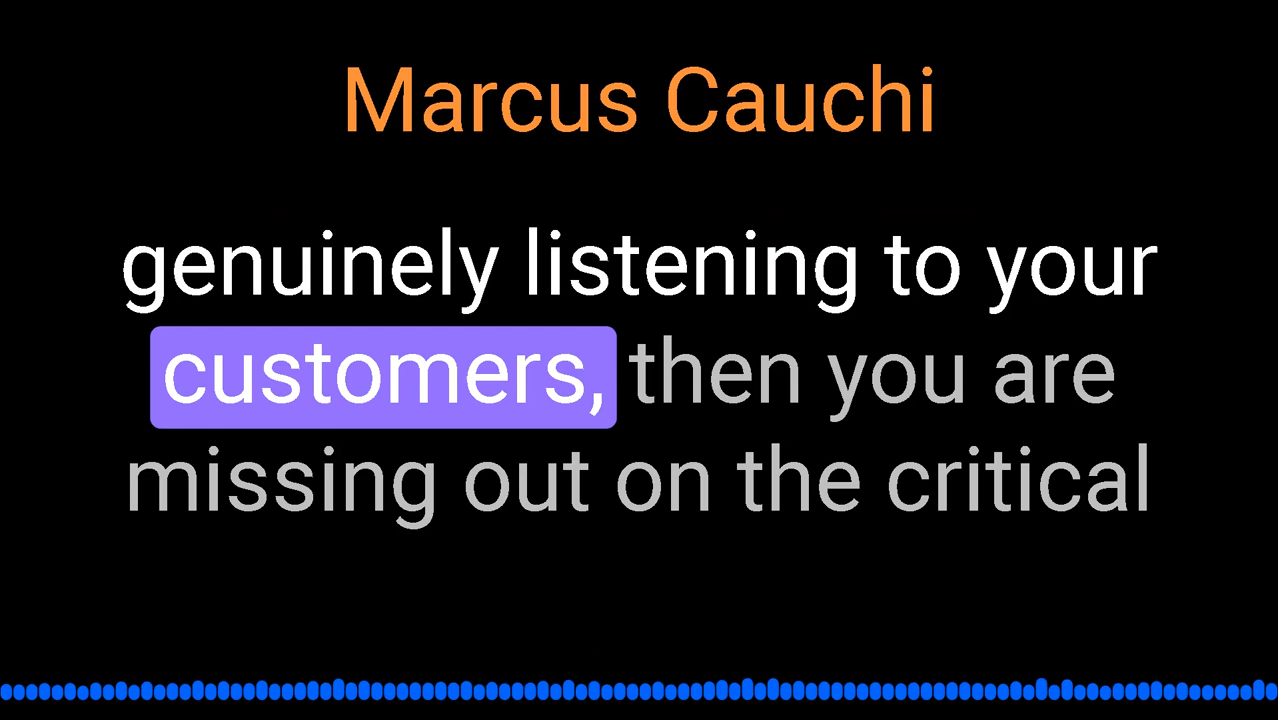 Marcus Cauchi
genuinely listening to your
customers, then you are
missing out on the critical